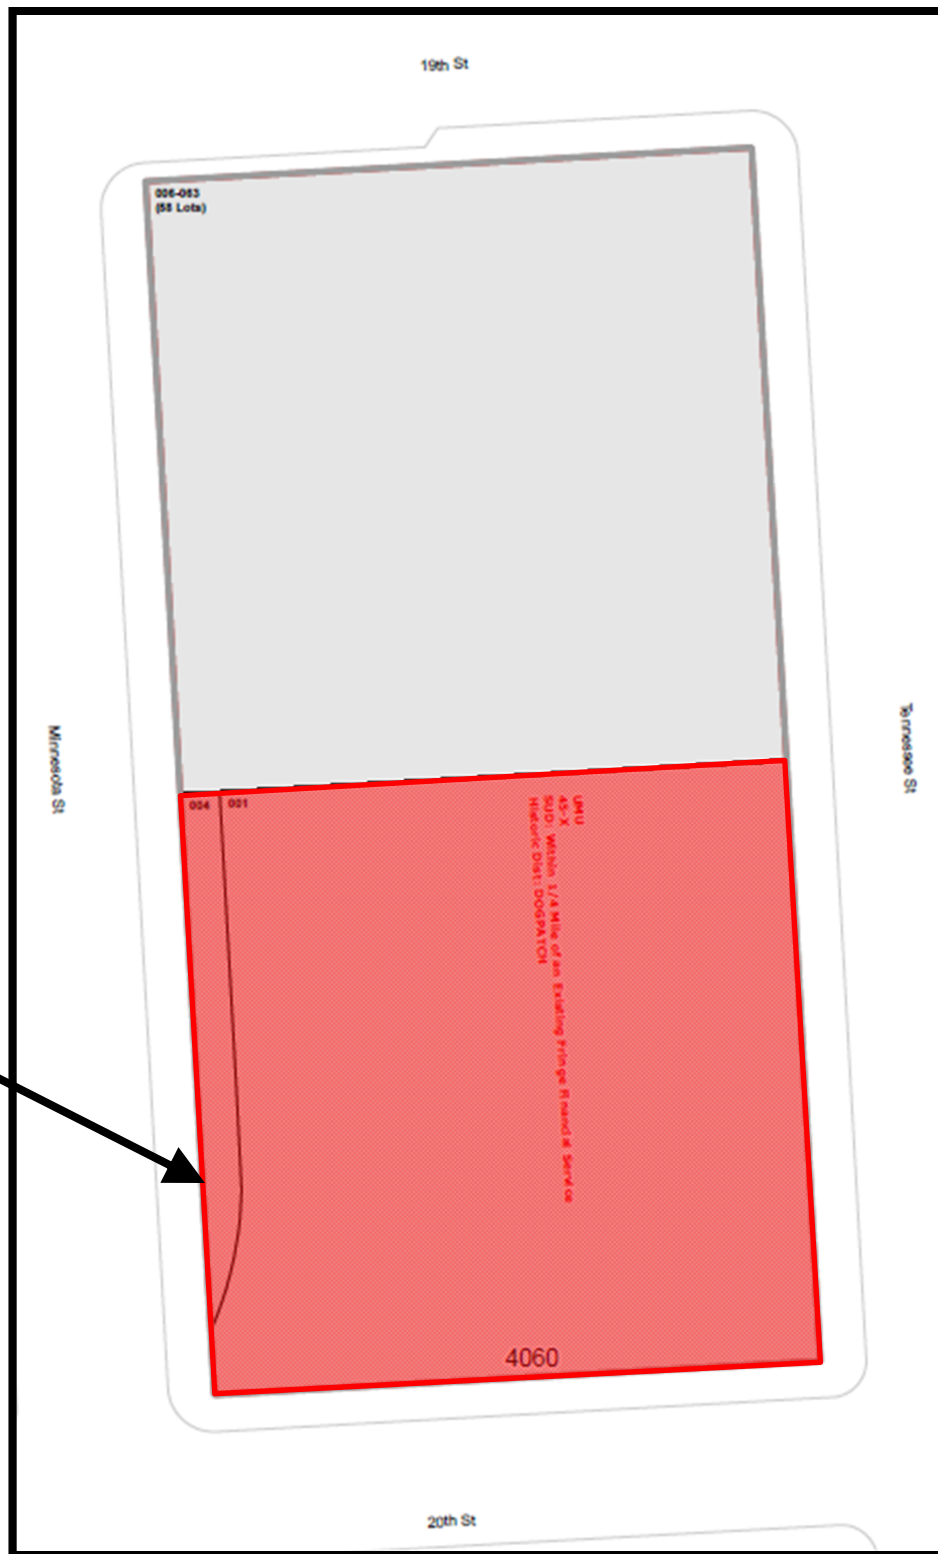 19th St
006-063
(58 Lots)
Minnesota St
Tennessee St
004
001
UMU
45-X
SUD: Within 1/4 Mile of an Existing Fringe Financial Service
Historic Dist: DOGPATCH
4060
20th St